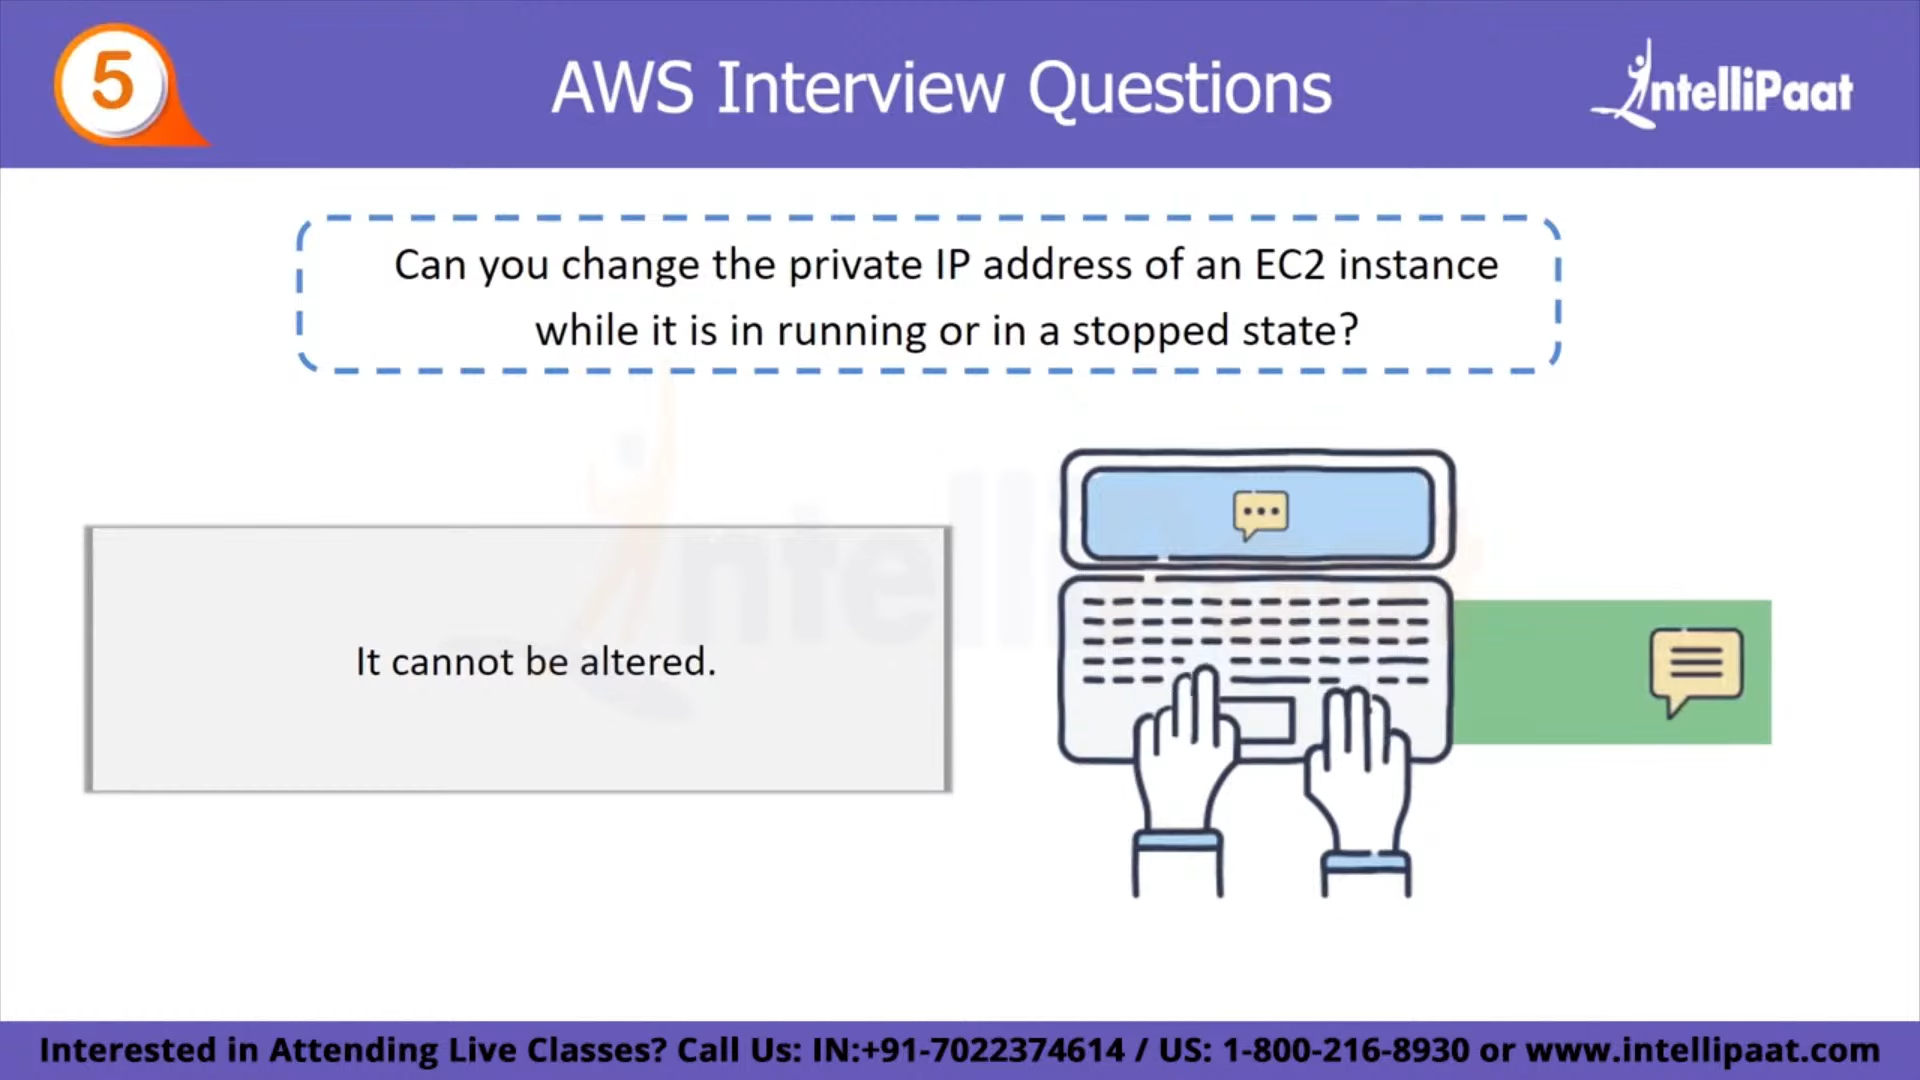 5
AWS Interview Questions
IntelliPaat
Can you change the private IP address of an EC2 instance
while it is in running or in a stopped state?
IntelliPaat
It cannot be altered.
Interested in Attending Live Classes? Call Us: IN:+91-7022374614 / US: 1-800-216-8930 or www.intellipaat.com